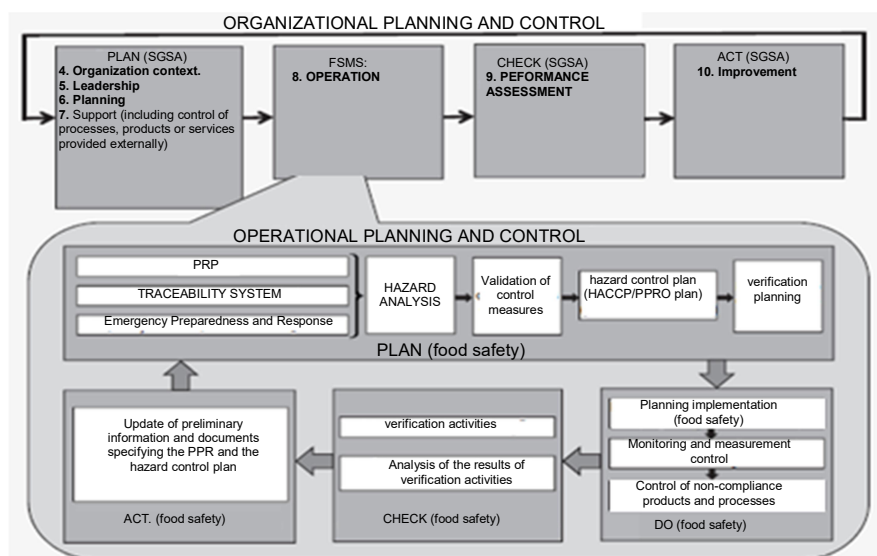 ORGANIZATIONAL PLANNING AND CONTROL
PLAN (SGSA)
4. Organization context.
5. Leadership
6. Planning
7. Support (including control of
processes, products or services
provided externally)
FSMS:
8. OPERATION
CHECK (SGSA)
9. PEFORMANCE
ASSESSMENT
ACT (SGSA)
10. Improvement
OPERATIONAL PLANNING AND CONTROL
PRP
TRACEABILITY SYSTEM
Emergency Preparedness and Response
HAZARD
ANALYSIS
Validation of
control
measures
hazard control plan
(HACCP/PPRO plan)
verification
planning
PLAN (food safety)
Update of preliminary
information and documents
specifying the PPR and the
hazard control plan
ACT. (food safety)
verification activities
Analysis of the results of
verification activities
CHECK (food safety)
Planning implementation
(food safety)
Monitoring and measurement
control
Control of non-compliance
products and processes
DO (food safety)